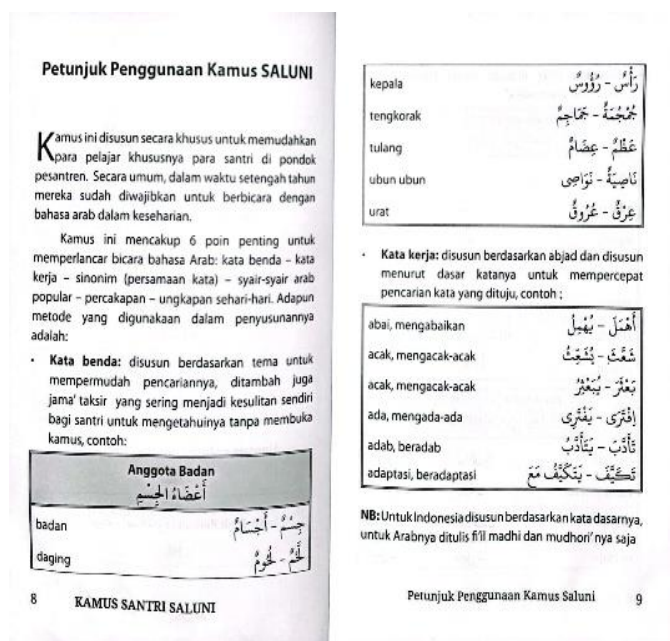 Petunjuk Penggunaan Kamus SALUNI
Kamus ini disusun secara khusus untuk memudahkan
para pelajar khususnya para santri di pondok
pesantren. Secara umum, dalam waktu setengah tahun
mereka sudah diwajibkan untuk berbicara dengan
bahasa arab dalam keseharian.
Kamus ini mencakup 6 poin penting untuk
memperlancar bicara bahasa Arab: kata benda – kata
kerja – sinonim (persamaan kata) – syair-syair arab
popular – percakapan – ungkapan sehari-hari. Adapun
metode yang digunakaan dalam penyusunannya
adalah:
• Kata benda: disusun berdasarkan tema untuk
mempermudah pencariannya, ditambah juga
jama' taksir yang sering menjadi kesulitan sendiri
bagi santri untuk mengetahuinya tanpa membuka
kamus, contoh:
Anggota Badan
أَعْضَاءُ الْجِسْمِ
badan جِسْمٌ - أَجْسَامٌ
daging لَحْمٌ - لُحُومٌ
8 KAMUS SANTRI SALUNI
kepala رَأْسٌ - رُؤُوسٌ
tengkorak جُمْجُمَةٌ - جَمَاجِمٌ
tulang عَظْمٌ - عِضَامٌ
ubun ubun نَاصِيَةٌ - نَوَاصِى
urat عِرْقٌ - عُرُوقٌ
• Kata kerja: disusun berdasarkan abjad dan disusun
menurut dasar katanya untuk mempercepat
pencarian kata yang dituju, contoh ;
abai, mengabaikan أَهْمَلَ - يُهْمِلُ
acak, mengacak-acak شَعَّثَ - يُشَعِّثُ
acak, mengacak-acak بَعْثَرَ - يُبَعْثِرُ
ada, mengada-ada إِفْتَرَى - يَفْتَرِى
adab, beradab تَأَدَّبَ - يَتَأَدَّبُ
adaptasi, beradaptasi تَكَيَّفَ - يَتَكَيَّفُ مَعَ
NB: Untuk Indonesia disusun berdasarkan kata dasarnya,
untuk Arabnya ditulis fi'il madhi dan mudhori' nya saja
Petunjuk Penggunaan Kamus Saluni 9